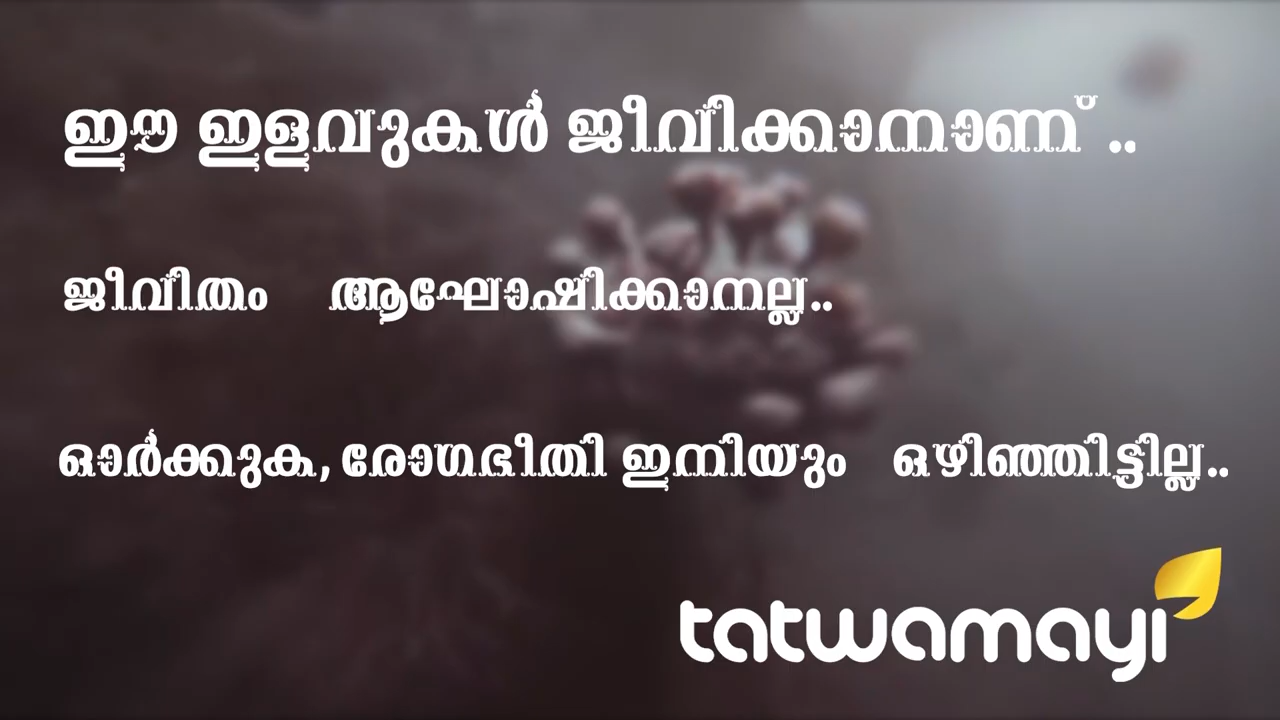 ഈ ഇളവുകൾ ജീവിക്കാനാണ് ..
ജീവിതം ആഘോഷിക്കാനല്ല..
ഓർക്കുക, രോഗഭീതി ഇനിയും ഒഴിഞ്ഞിട്ടില്ല..
tatwamayi